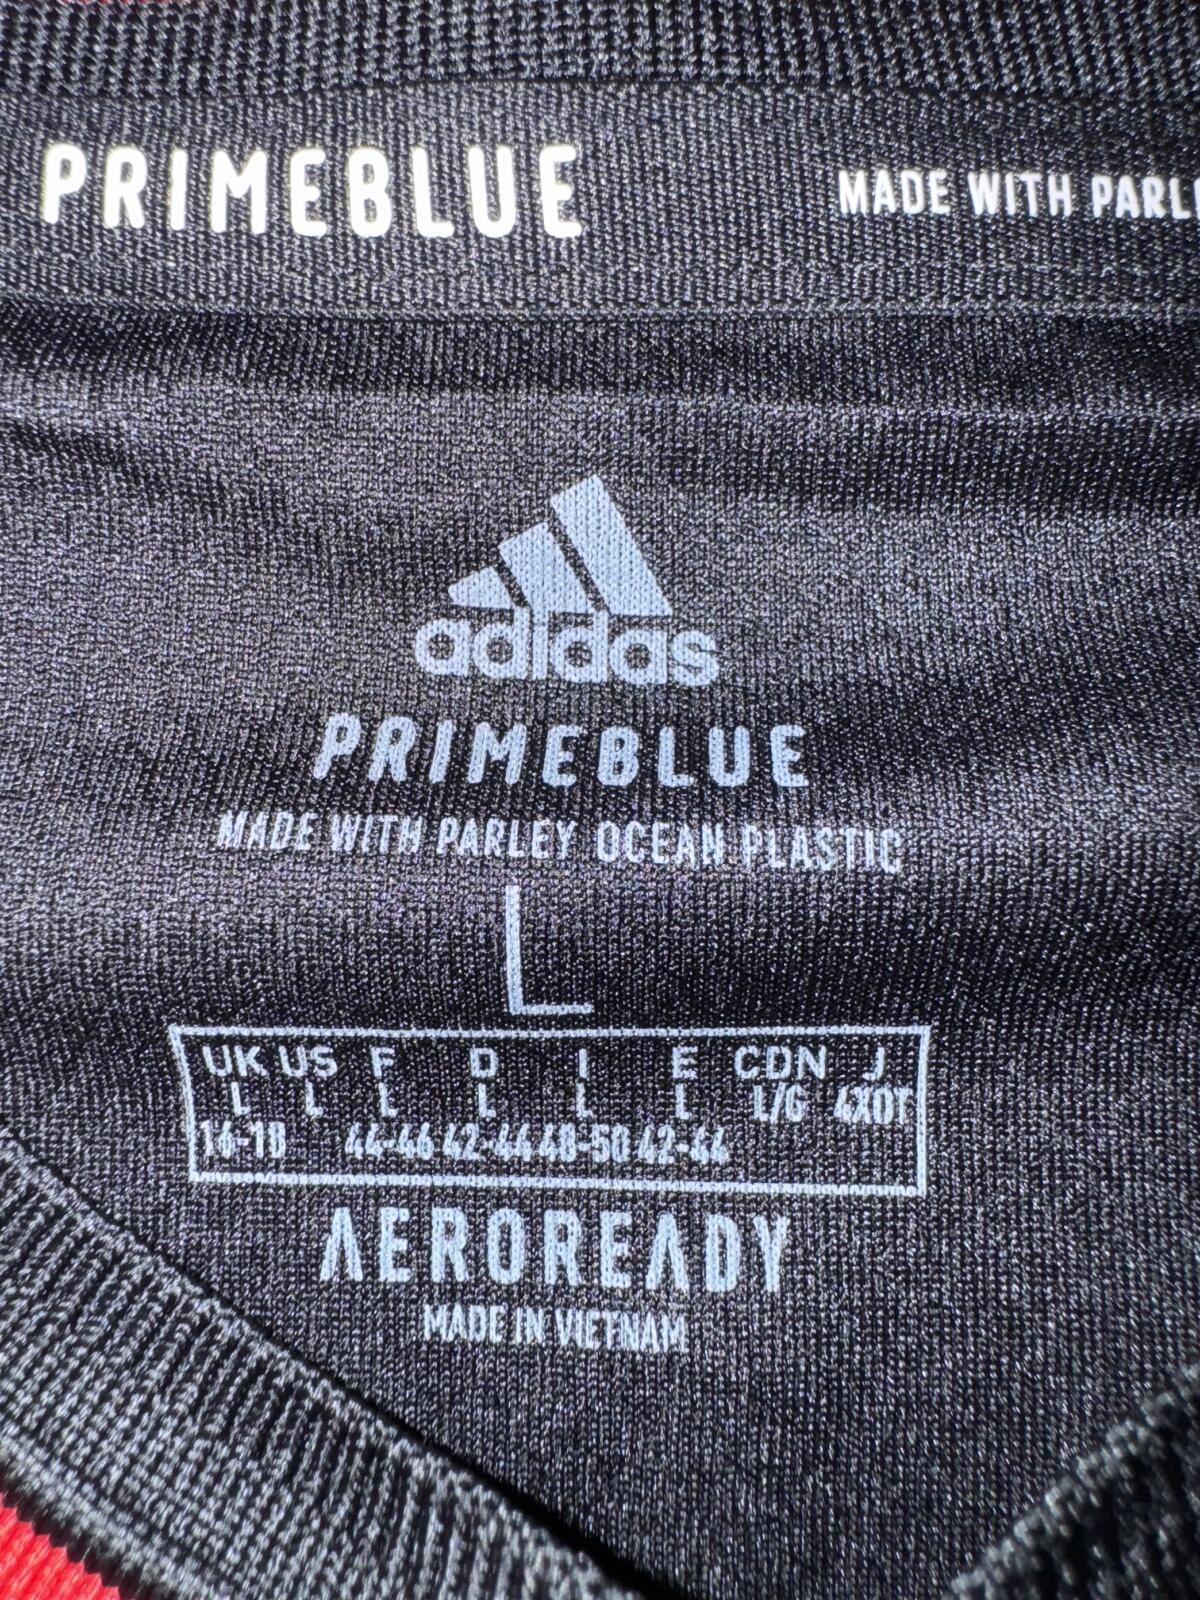 PRIMEBLUE MADE WITH PARLE
adidas
PRIMEBLUE
MADE WITH PARLEY OCEAN PLASTIC
L
UK US F D I E CDN J
L L L L L L L/G 4XOT
16-18 44-46 42-44 48-50 42-44
AEROREADY
MADE IN VIETNAM